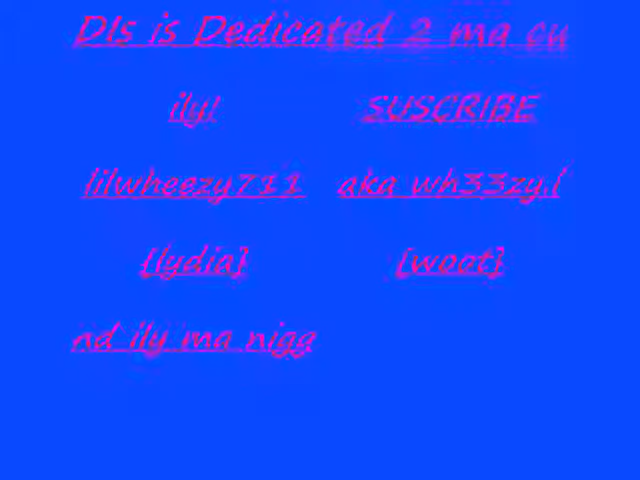 DIs is Dedicated 2 ma cu
ily! SUSCRIBE
lilwheezy711 aka wh33zy.!
{lydia} {woot}
nd ily ma nigg